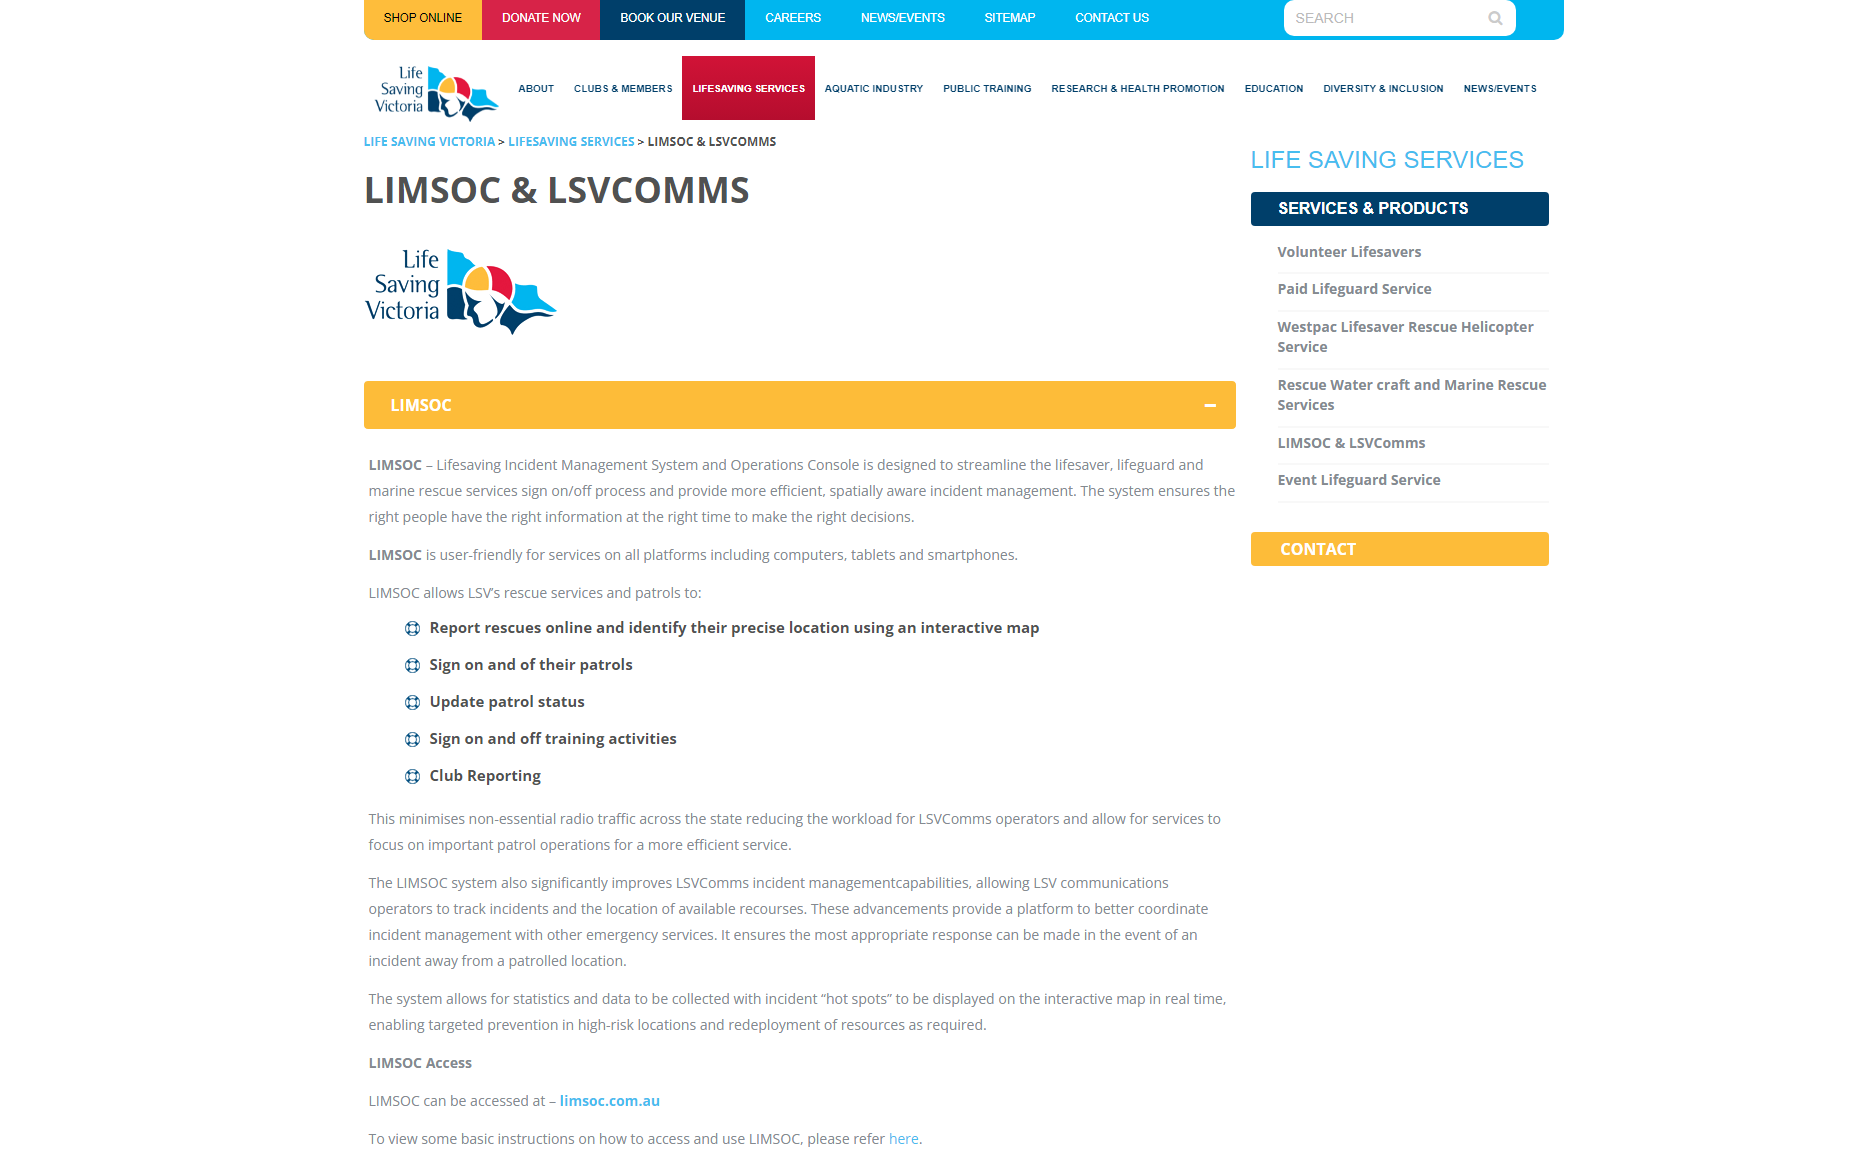 SHOP ONLINE DONATE NOW BOOK OUR VENUE CAREERS NEWS/EVENTS SITEMAP CONTACT US SEARCH
Life
Saving
Victoria
ABOUT CLUBS & MEMBERS LIFESAVING SERVICES AQUATIC INDUSTRY PUBLIC TRAINING RESEARCH & HEALTH PROMOTION EDUCATION DIVERSITY & INCLUSION NEWS/EVENTS
LIFE SAVING VICTORIA > LIFESAVING SERVICES > LIMSOC & LSVCOMMS
LIMSOC & LSVCOMMS
Life
Saving
Victoria
LIMSOC
LIMSOC – Lifesaving Incident Management System and Operations Console is designed to streamline the lifesaver, lifeguard and
marine rescue services sign on/off process and provide more efficient, spatially aware incident management. The system ensures the
right people have the right information at the right time to make the right decisions.
LIMSOC is user-friendly for services on all platforms including computers, tablets and smartphones.
LIMSOC allows LSV’s rescue services and patrols to:
Report rescues online and identify their precise location using an interactive map
Sign on and of their patrols
Update patrol status
Sign on and off training activities
Club Reporting
This minimises non-essential radio traffic across the state reducing the workload for LSVComms operators and allow for services to
focus on important patrol operations for a more efficient service.
The LIMSOC system also significantly improves LSVComms incident managementcapabilities, allowing LSV communications
operators to track incidents and the location of available recourses. These advancements provide a platform to better coordinate
incident management with other emergency services. It ensures the most appropriate response can be made in the event of an
incident away from a patrolled location.
The system allows for statistics and data to be collected with incident “hot spots” to be displayed on the interactive map in real time,
enabling targeted prevention in high-risk locations and redeployment of resources as required.
LIMSOC Access
LIMSOC can be accessed at – limsoc.com.au
To view some basic instructions on how to access and use LIMSOC, please refer here.
LIFE SAVING SERVICES
SERVICES & PRODUCTS
Volunteer Lifesavers
Paid Lifeguard Service
Westpac Lifesaver Rescue Helicopter
Service
Rescue Water craft and Marine Rescue
Services
LIMSOC & LSVComms
Event Lifeguard Service
CONTACT